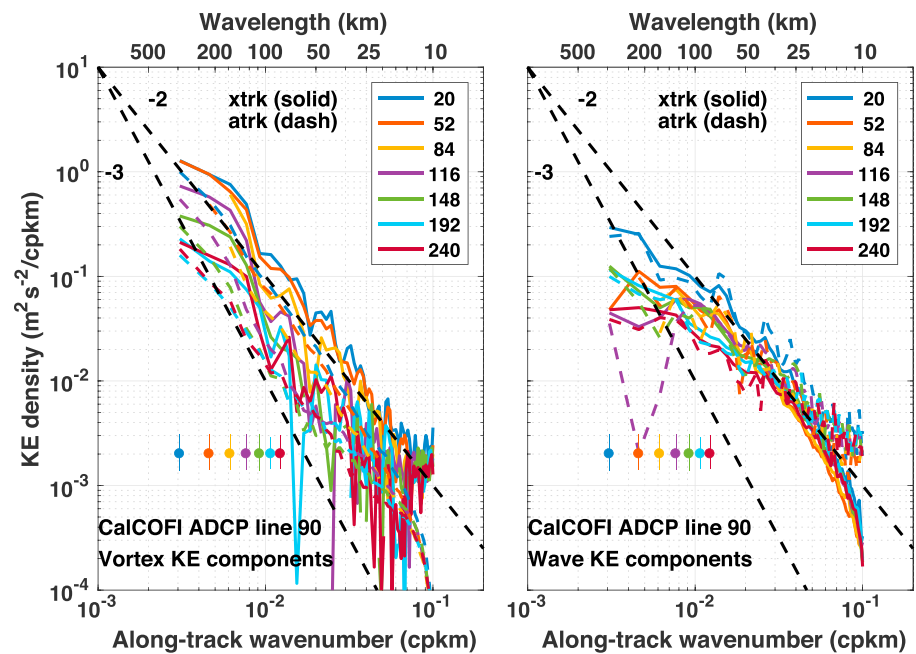 Wavelength (km)
500 200 100 50 25 10
10^1
10^0
10^-1
10^-2
10^-3
10^-4
KE density (m^2 s^-2/cpkm)
-2
-3
xtrk (solid)
atrk (dash)
20
52
84
116
148
192
240
CalCOFI ADCP line 90
Vortex KE components
10^-3 10^-2 10^-1
Along-track wavenumber (cpkm)
Wavelength (km)
500 200 100 50 25 10
-2
-3
xtrk (solid)
atrk (dash)
20
52
84
116
148
192
240
CalCOFI ADCP line 90
Wave KE components
10^-3 10^-2 10^-1
Along-track wavenumber (cpkm)